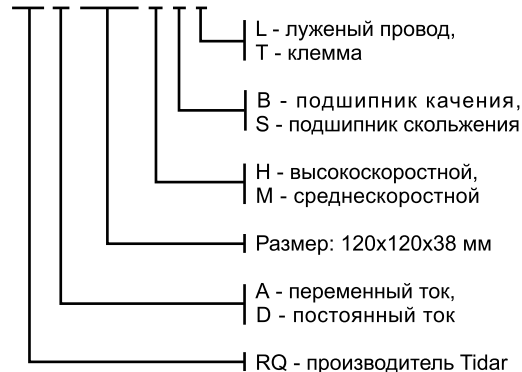 L - луженый провод,
T - клемма
B - подшипник качения,
S - подшипник скольжения
H - высокоскоростной,
M - среднескоростной
Размер: 120x120x38 мм
A - переменный ток,
D - постоянный ток
RQ - производитель Tidar